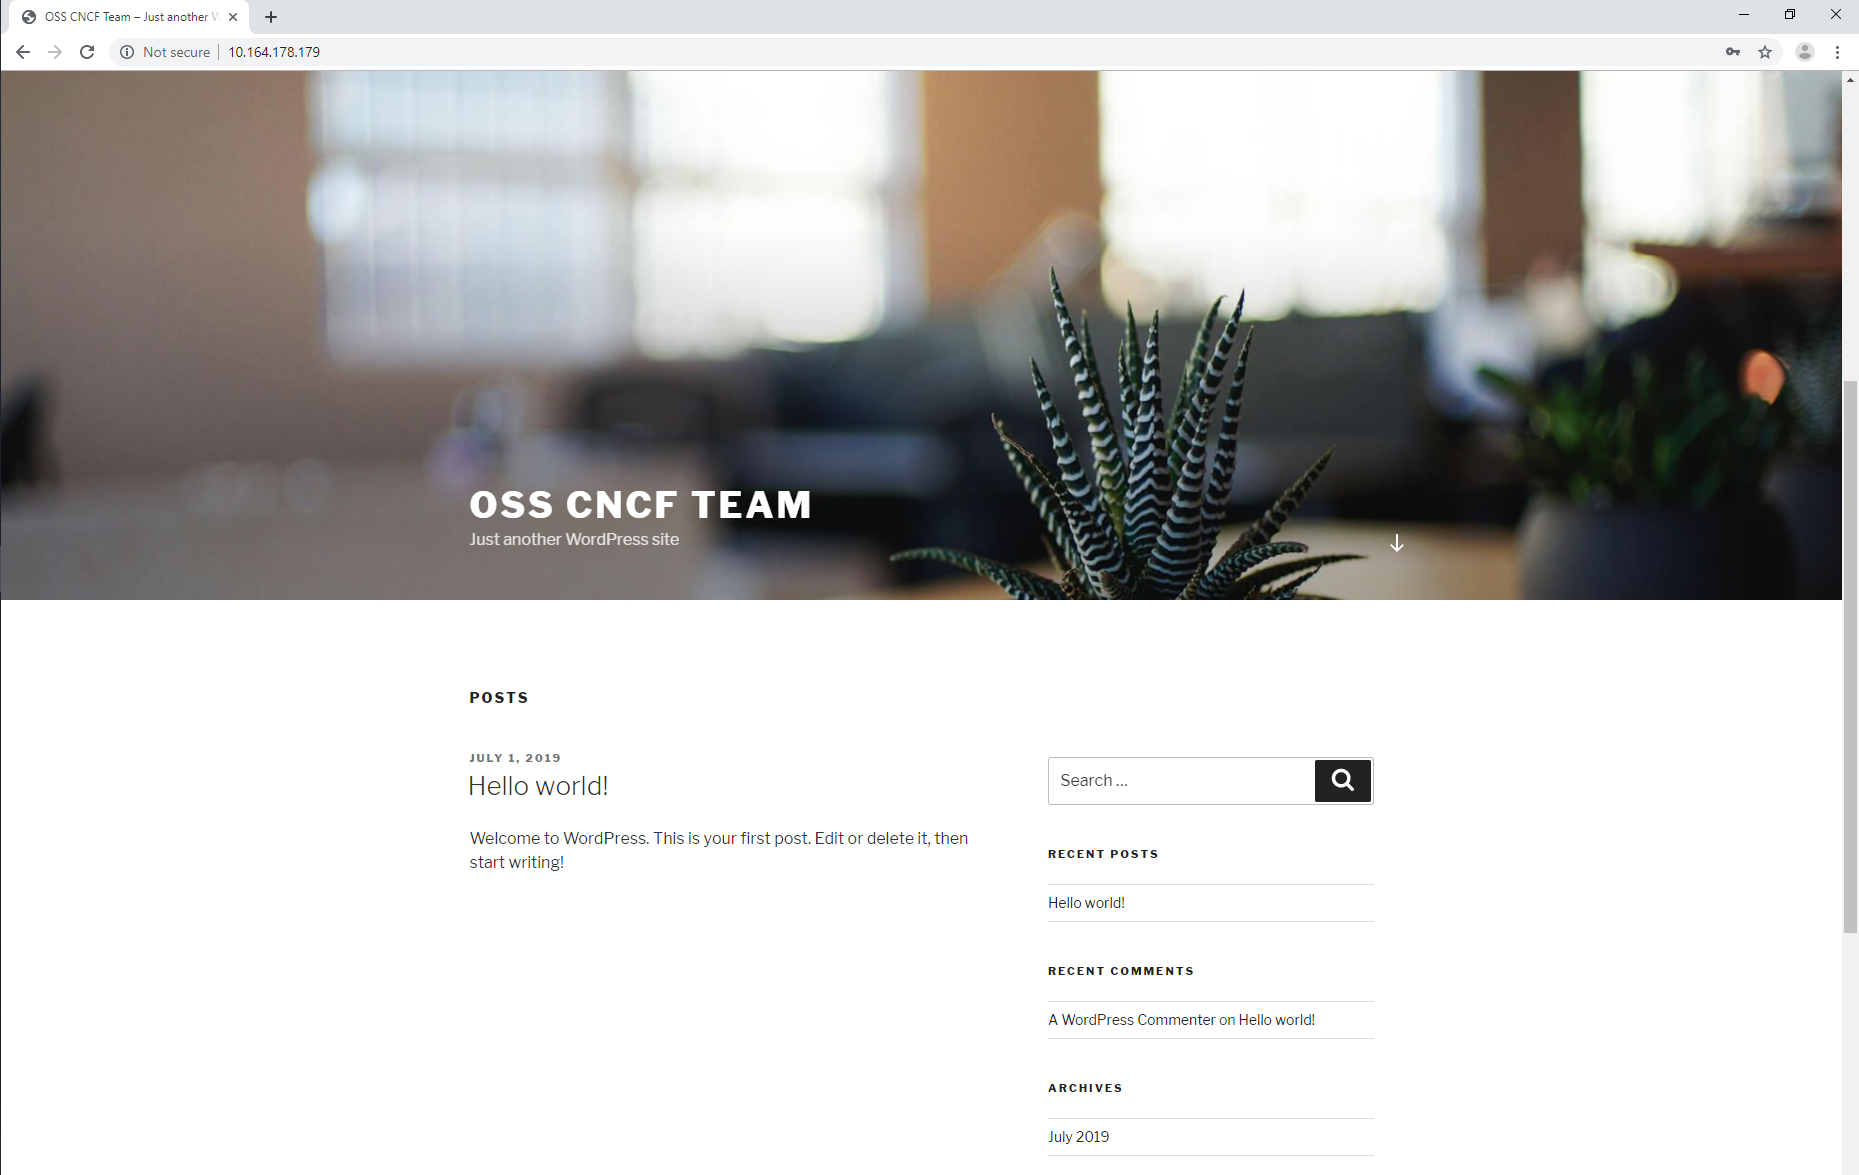 OSS CNCF Team – Just another W
Not secure
10.164.178.179
OSS CNCF TEAM
Just another WordPress site
POSTS
JULY 1, 2019
Hello world!
Welcome to WordPress. This is your first post. Edit or delete it, then
start writing!
Search …
RECENT POSTS
Hello world!
RECENT COMMENTS
A WordPress Commenter on Hello world!
ARCHIVES
July 2019